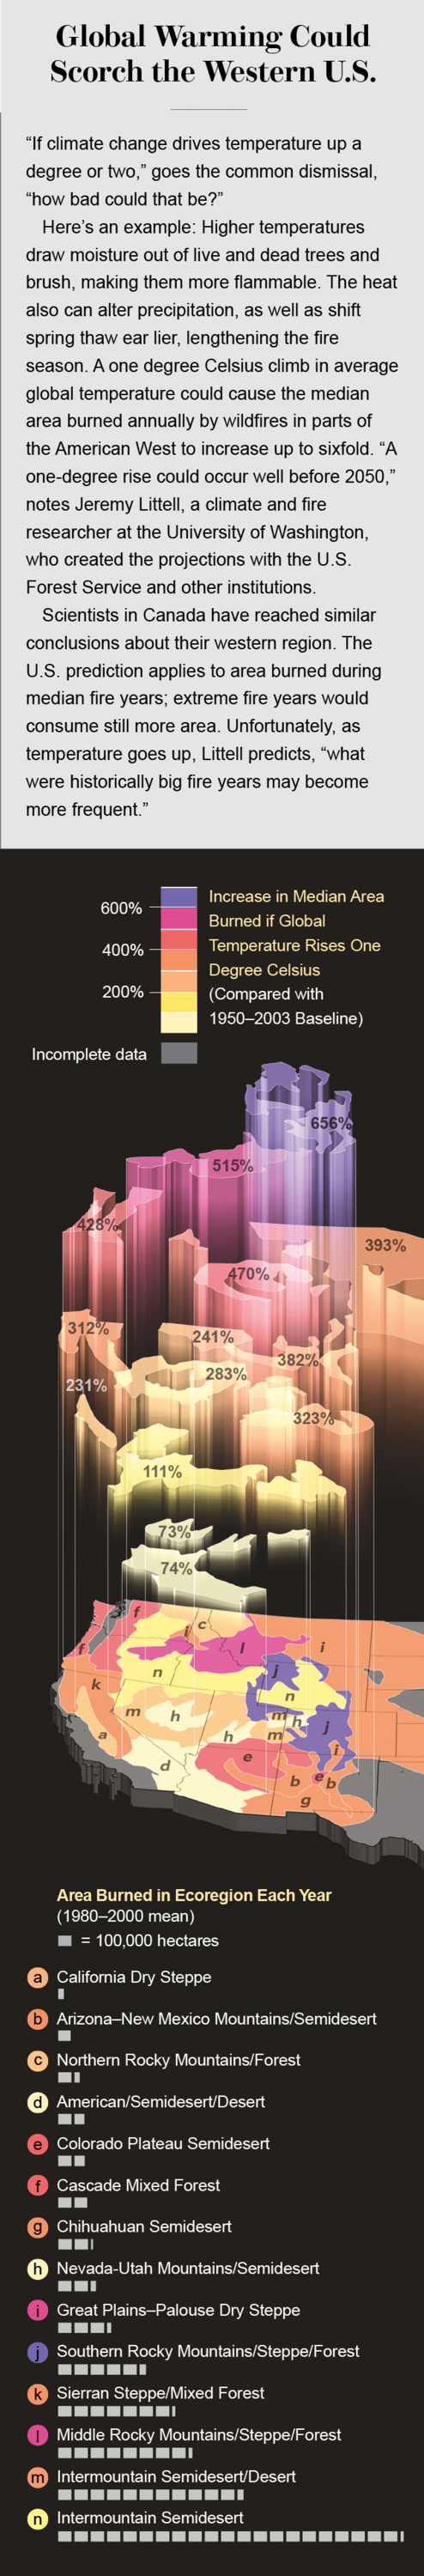 Global Warming Could
Scorch the Western U.S.
“If climate change drives temperature up a
degree or two,” goes the common dismissal,
“how bad could that be?”
Here’s an example: Higher temperatures
draw moisture out of live and dead trees and
brush, making them more flammable. The heat
also can alter precipitation, as well as shift
spring thaw ear lier, lengthening the fire
season. A one degree Celsius climb in average
global temperature could cause the median
area burned annually by wildfires in parts of
the American West to increase up to sixfold. “A
one-degree rise could occur well before 2050,”
notes Jeremy Littell, a climate and fire
researcher at the University of Washington,
who created the projections with the U.S.
Forest Service and other institutions.
Scientists in Canada have reached similar
conclusions about their western region. The
U.S. prediction applies to area burned during
median fire years; extreme fire years would
consume still more area. Unfortunately, as
temperature goes up, Littell predicts, “what
were historically big fire years may become
more frequent.”
600%
400%
200%
Increase in Median Area
Burned if Global
Temperature Rises One
Degree Celsius
(Compared with
1950–2003 Baseline)
Incomplete data
656%
515%
428%
393%
470%
312%
241%
382%
283%
231%
323%
111%
73%
74%
f
c
i
f
l
i
j
n
k
n
m
h
m
h
j
a
h
m
i
d
e
e
b
b
g
Area Burned in Ecoregion Each Year
(1980–2000 mean)
= 100,000 hectares
a California Dry Steppe
b Arizona–New Mexico Mountains/Semidesert
c Northern Rocky Mountains/Forest
d American/Semidesert/Desert
e Colorado Plateau Semidesert
f Cascade Mixed Forest
g Chihuahuan Semidesert
h Nevada-Utah Mountains/Semidesert
i Great Plains–Palouse Dry Steppe
j Southern Rocky Mountains/Steppe/Forest
k Sierran Steppe/Mixed Forest
l Middle Rocky Mountains/Steppe/Forest
m Intermountain Semidesert/Desert
n Intermountain Semidesert